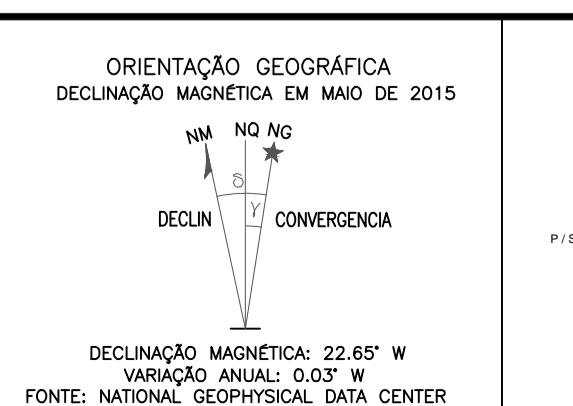 ORIENTAÇÃO GEOGRÁFICA
DECLINAÇÃO MAGNÉTICA EM MAIO DE 2015
NM NQ NG
δ
γ
DECLIN CONVERGENCIA
P/S
DECLINAÇÃO MAGNÉTICA: 22.65° W
VARIAÇÃO ANUAL: 0.03° W
FONTE: NATIONAL GEOPHYSICAL DATA CENTER